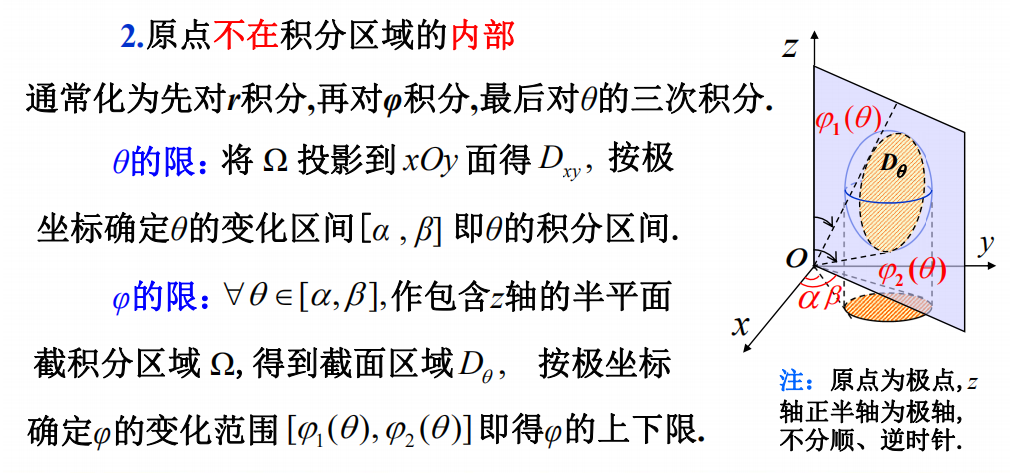 2.原点不在积分区域的内部
通常化为先对r积分,再对φ积分,最后对θ的三次积分.
θ的限：将 Ω 投影到 xOy 面得 Dxy, 按极
坐标确定θ的变化区间[α , β] 即θ的积分区间.
φ的限：∀θ∈[α,β],作包含z轴的半平面
截积分区域 Ω, 得到截面区域 Dθ, 按极坐标
确定φ的变化范围 [φ₁(θ), φ₂(θ)] 即得φ的上下限.
z
φ₁(θ)
Dθ
O
y
φ₂(θ)
α β
x
注：原点为极点, z
轴正半轴为极轴,
不分顺、逆时针.